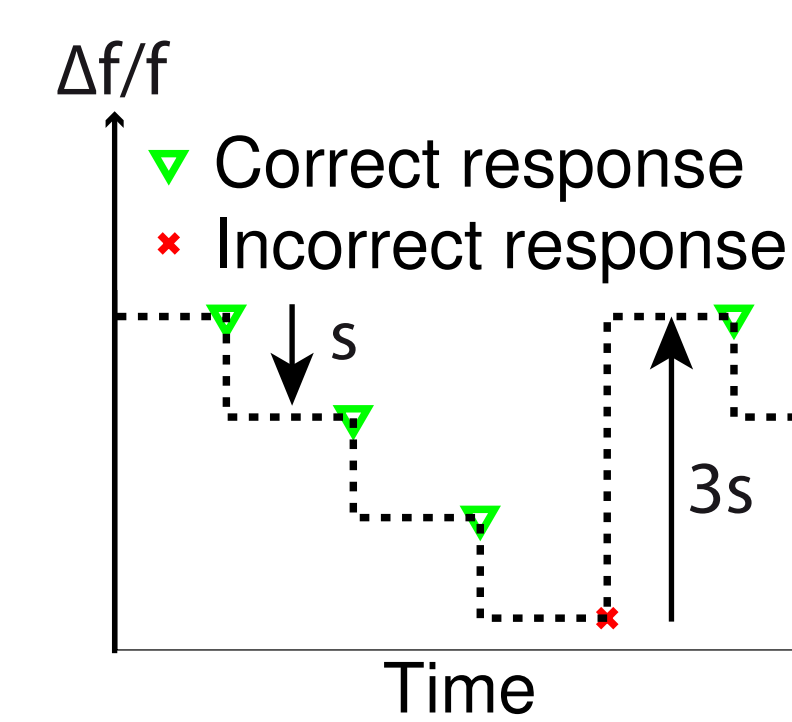 Δf/f
Correct response
Incorrect response
s
3s
Time